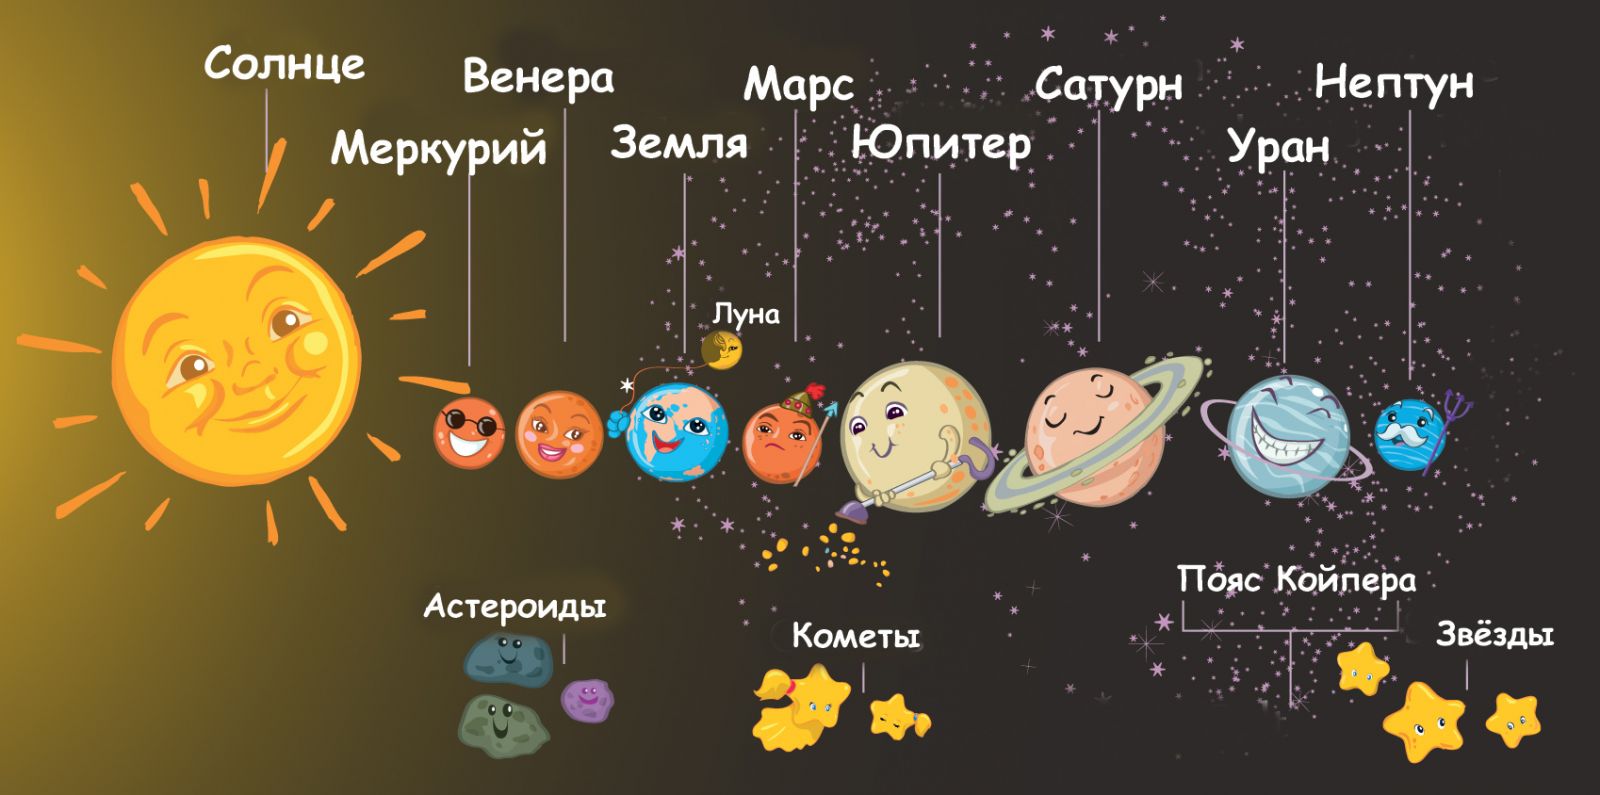 Солнце
Венера
Марс
Сатурн
Нептун
Меркурий
Земля
Юпитер
Уран
Луна
Пояс Койпера
Астероиды
Кометы
Звёзды